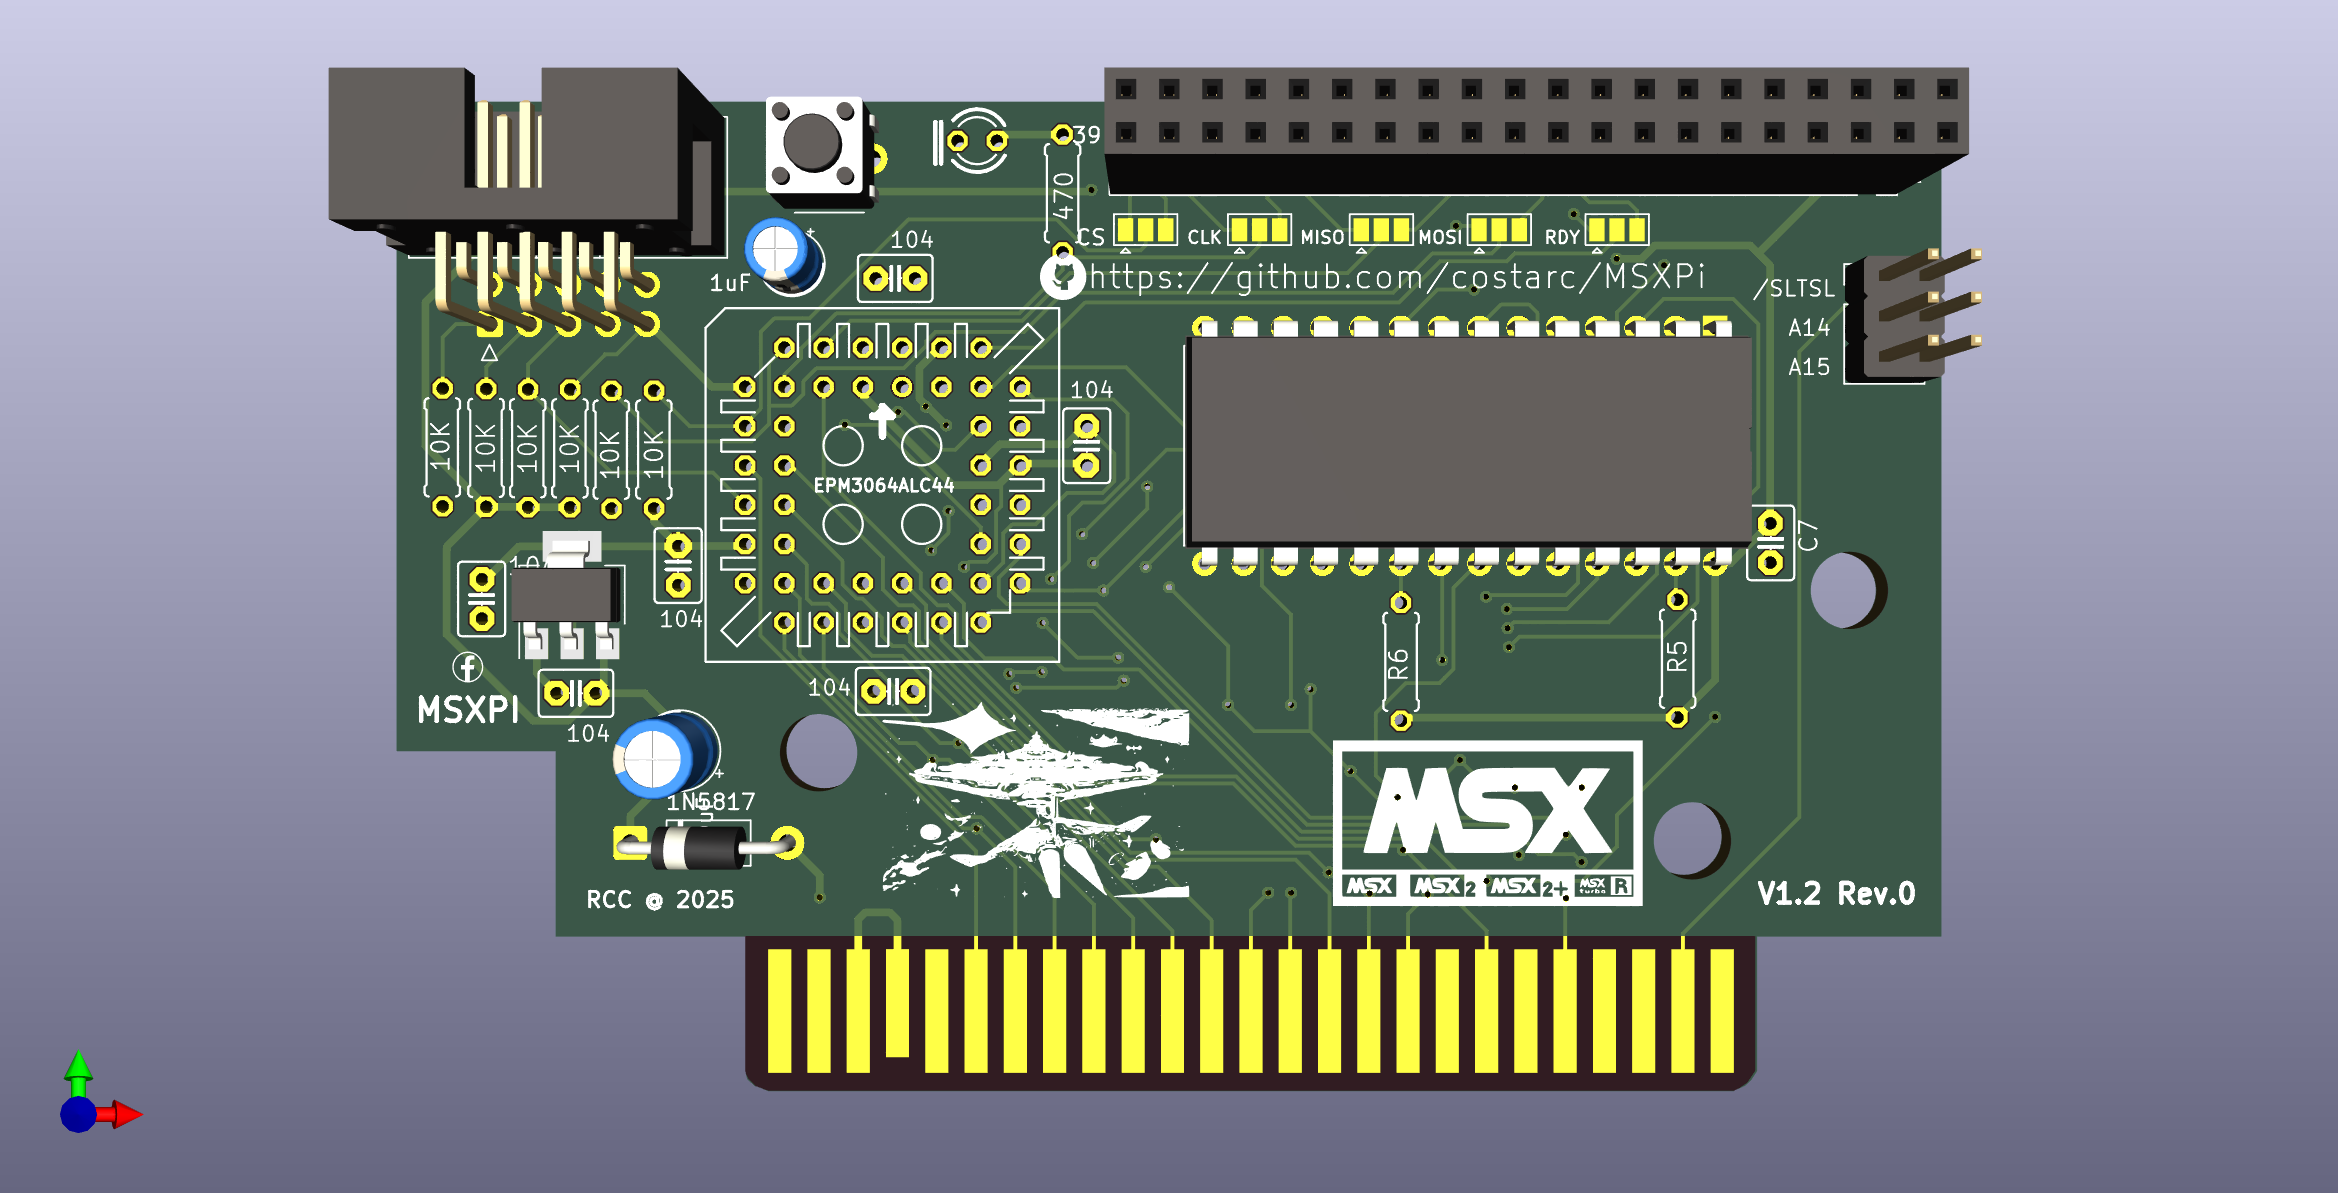 39
470
CS
CLK
MISO
MOSI
RDY
104
1uF
https://github.com/costarc/MSXPi
/SLTSL
A14
A15
104
10K
10K
10K
10K
10K
10K
EPM3064ALC44
C7
104
104
R6
R5
MSXPI
104
104
1N5817
MSX
MSX
MSX 2
MSX 2+
MSX turbo R
RCC @ 2025
V1.2 Rev.0